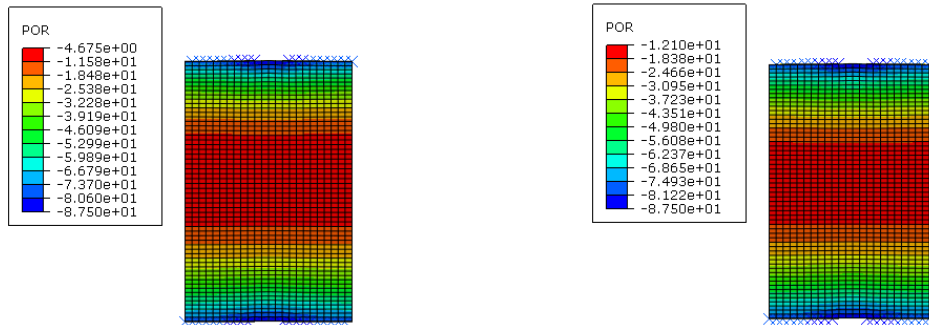 POR
-4.675e+00
-1.158e+01
-1.848e+01
-2.538e+01
-3.228e+01
-3.919e+01
-4.609e+01
-5.299e+01
-5.989e+01
-6.679e+01
-7.370e+01
-8.060e+01
-8.750e+01
POR
-1.210e+01
-1.838e+01
-2.466e+01
-3.095e+01
-3.723e+01
-4.351e+01
-4.980e+01
-5.608e+01
-6.237e+01
-6.865e+01
-7.493e+01
-8.122e+01
-8.750e+01